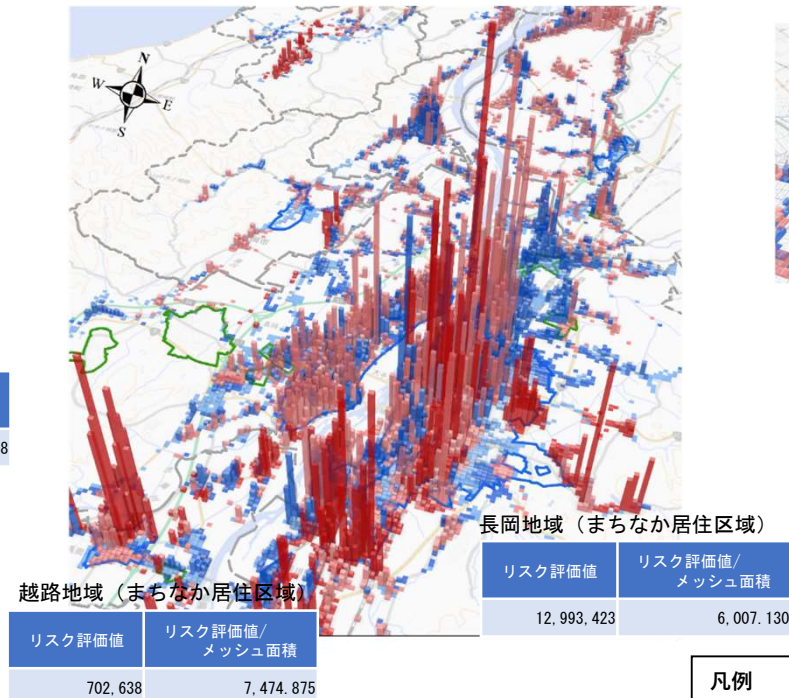 N
W
E
S
8
長岡地域（まちなか居住区域）
リスク評価値
リスク評価値/
メッシュ面積
12,993,423
6,007.130
越路地域（まちなか居住区域）
リスク評価値
リスク評価値/
メッシュ面積
702,638
7,474.875
凡例